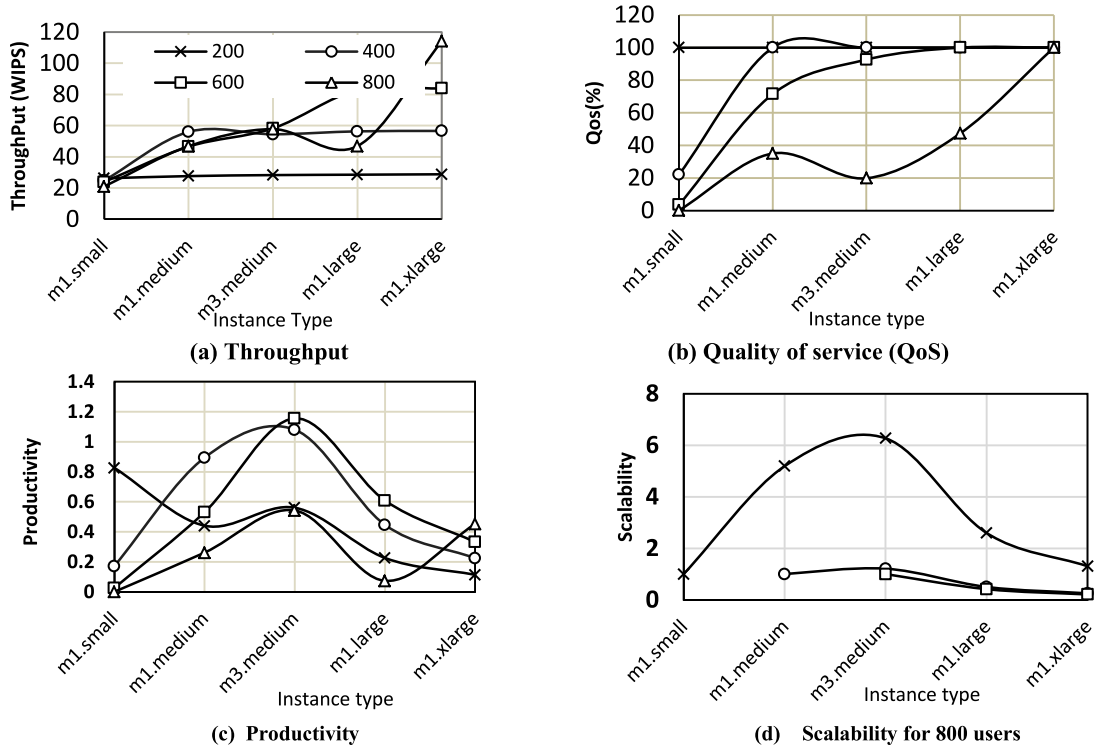 ThroughPut (WIPS)
120
100
80
60
40
20
0
200 400
600 800
m1.small
m1.medium
m3.medium
m1.large
m1.xlarge
Instance Type
(a) Throughput
Qos(%)
120
100
80
60
40
20
0
m1.small
m1.medium
m3.medium
m1.large
m1.xlarge
Instance type
(b) Quality of service (QoS)
Productivity
1.4
1.2
1
0.8
0.6
0.4
0.2
0
m1.small
m1.medium
m3.medium
m1.large
m1.xlarge
Instance type
(c) Productivity
Scalability
8
6
4
2
0
m1.small
m1.medium
m3.medium
m1.large
m1.xlarge
Instance type
(d) Scalability for 800 users